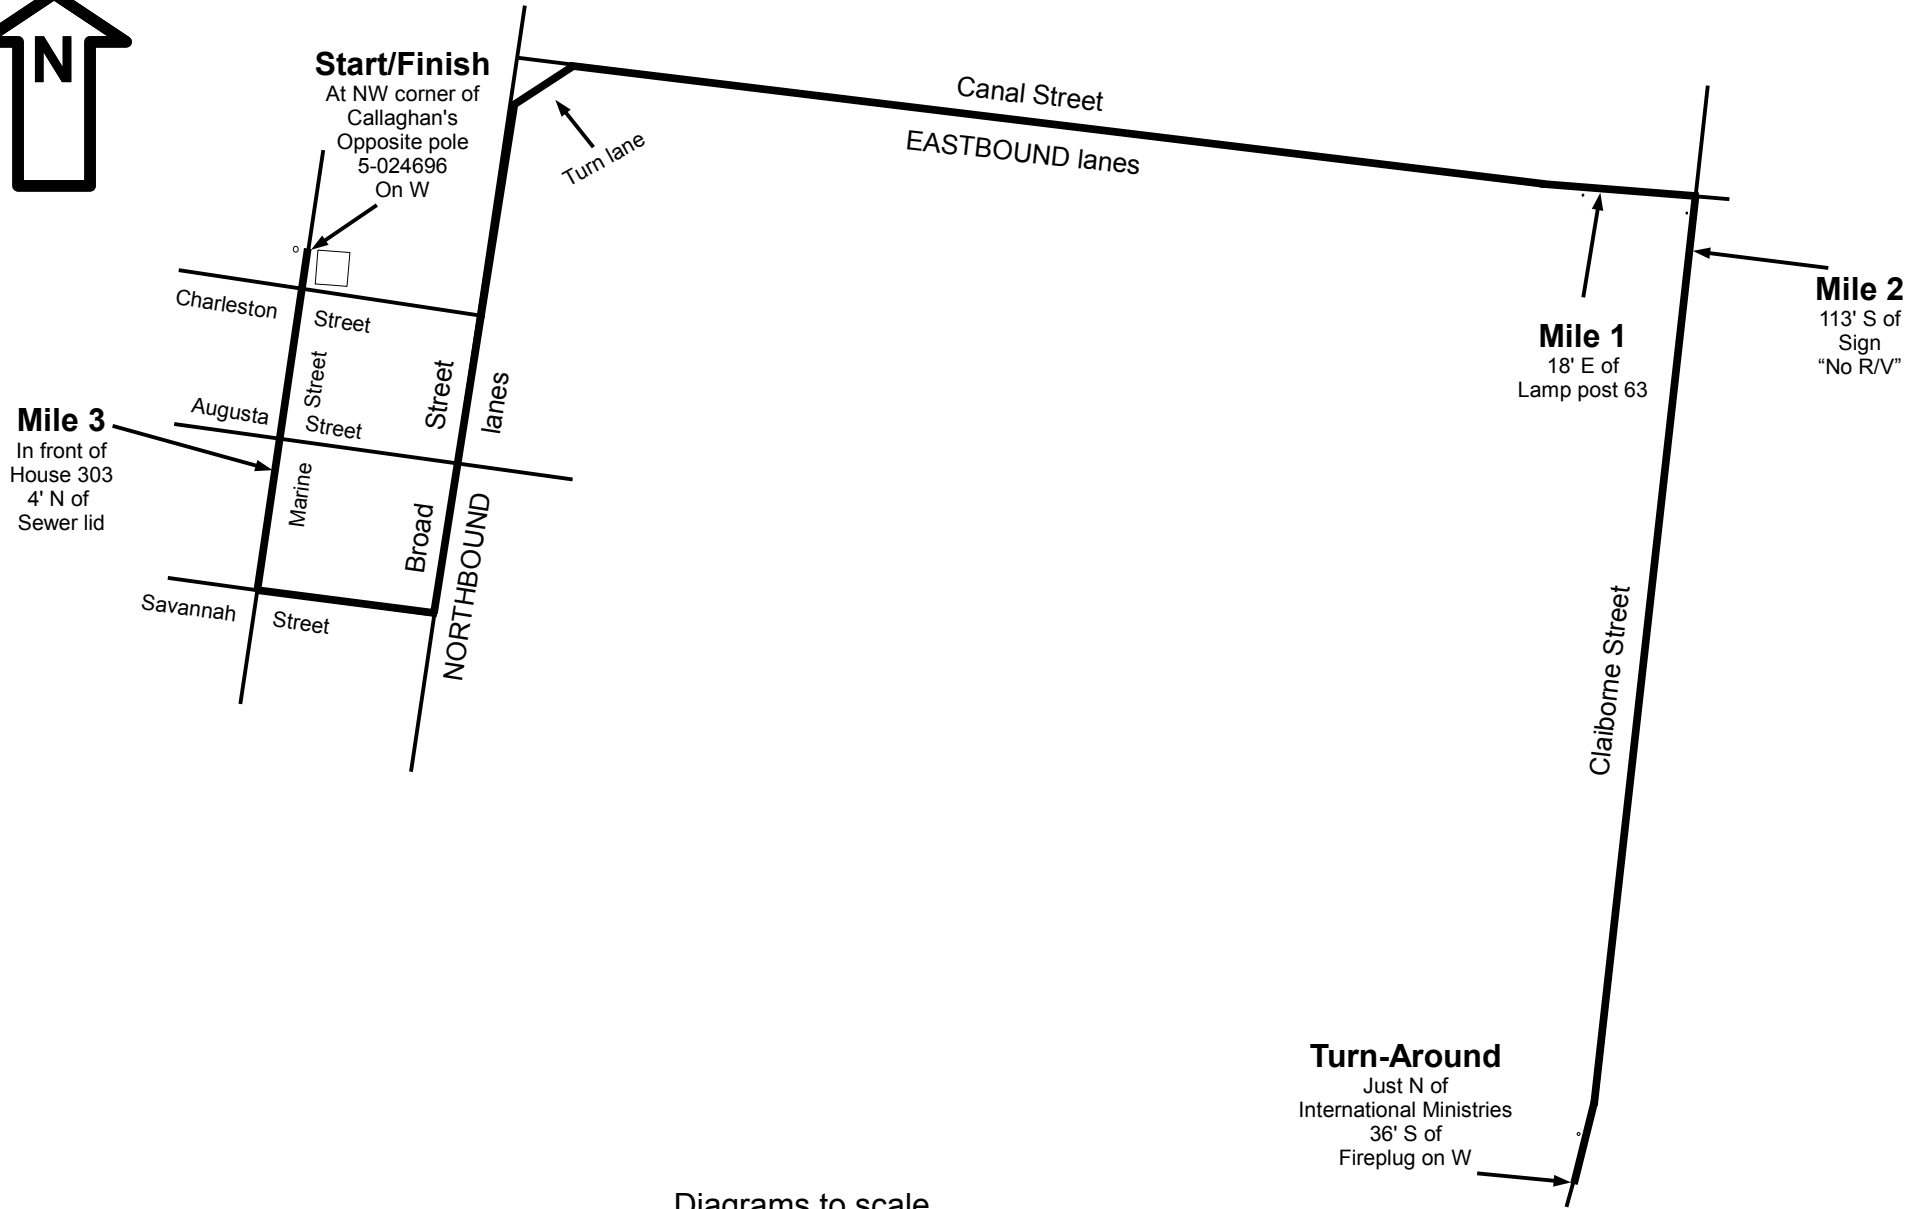 N
Start/Finish
At NW corner of
Callaghan's
Opposite pole
5-024696
On W
Turn lane
Canal Street
EASTBOUND lanes
Mile 1
18' E of
Lamp post 63
Mile 2
113' S of
Sign
“No R/V”
Charleston Street
Marine Street
Augusta Street
Broad Street
NORTHBOUND lanes
Mile 3
In front of
House 303
4' N of
Sewer lid
Savannah Street
Claiborne Street
Turn-Around
Just N of
International Ministries
36' S of
Fireplug on W
Diagrams to scale